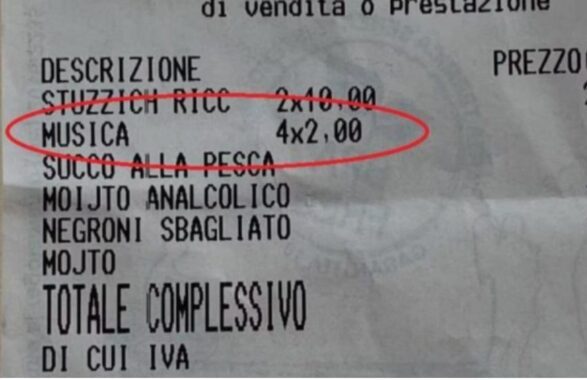 di vendita o prestazione
DESCRIZIONE PREZZO
STUZZICH RICC 2x10,00
MUSICA 4x2,00
SUCCO ALLA PESCA
MOIJTO ANALCOLICO
NEGRONI SBAGLIATO
MOJTO
TOTALE COMPLESSIVO
DI CUI IVA